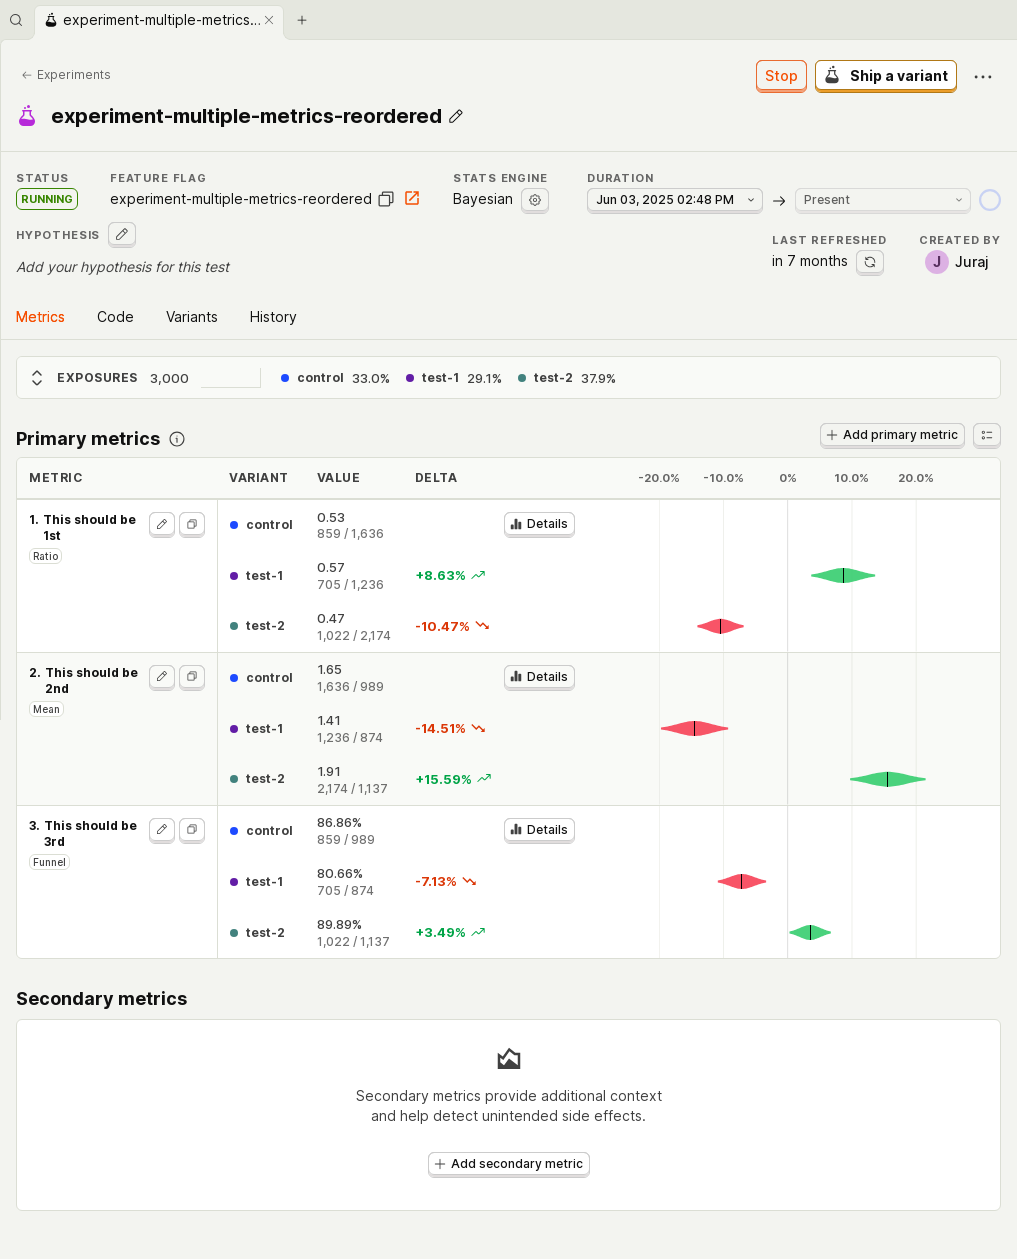 experiment-multiple-metrics...
Experiments
Stop
Ship a variant
experiment-multiple-metrics-reordered
STATUS
FEATURE FLAG
STATS ENGINE
DURATION
RUNNING
experiment-multiple-metrics-reordered
Bayesian
Jun 03, 2025 02:48 PM
Present
HYPOTHESIS
LAST REFRESHED
CREATED BY
Add your hypothesis for this test
in 7 months
J Juraj
Metrics Code Variants History
EXPOSURES 3,000 control 33.0% test-1 29.1% test-2 37.9%
Primary metrics
Add primary metric
METRIC VARIANT VALUE DELTA -20.0% -10.0% 0% 10.0% 20.0%
1. This should be
1st
Ratio
control 0.53
859 / 1,636
Details
test-1 0.57
705 / 1,236
+8.63%
test-2 0.47
1,022 / 2,174
-10.47%
2. This should be
2nd
Mean
control 1.65
1,636 / 989
Details
test-1 1.41
1,236 / 874
-14.51%
test-2 1.91
2,174 / 1,137
+15.59%
3. This should be
3rd
Funnel
control 86.86%
859 / 989
Details
test-1 80.66%
705 / 874
-7.13%
test-2 89.89%
1,022 / 1,137
+3.49%
Secondary metrics
Secondary metrics provide additional context
and help detect unintended side effects.
Add secondary metric